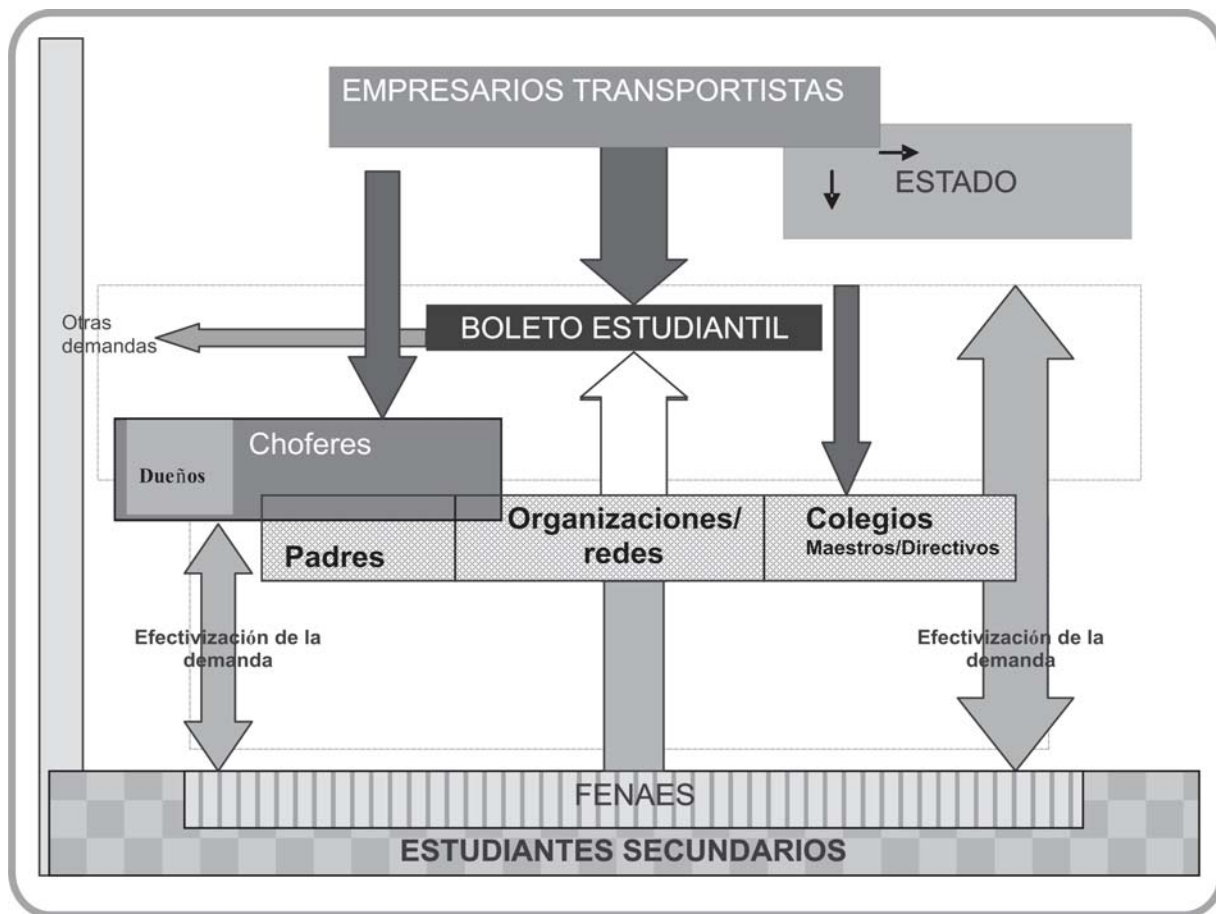 EMPRESARIOS TRANSPORTISTAS
ESTADO
Otras
demandas
BOLETO ESTUDIANTIL
Choferes
Dueños
Padres
Organizaciones/
redes
Colegios
Maestros/Directivos
Efectivización de la
demanda
Efectivización de la
demanda
FENAES
ESTUDIANTES SECUNDARIOS